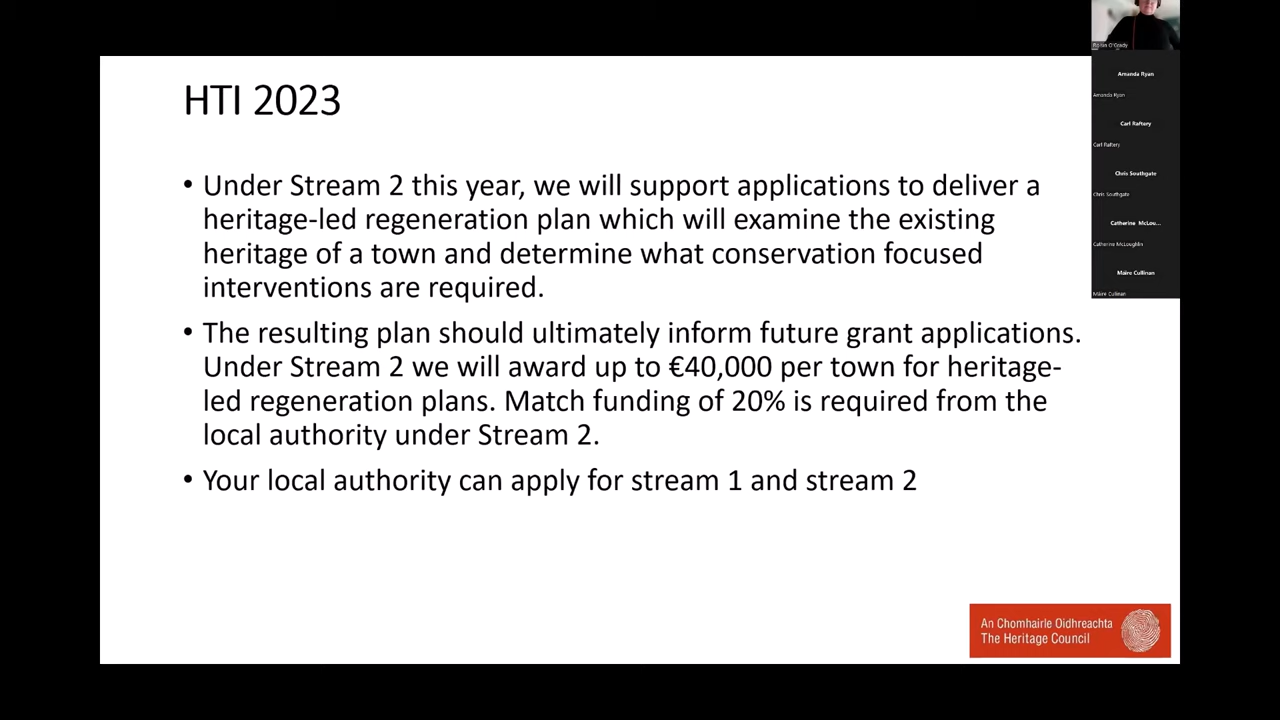 HTI 2023
• Under Stream 2 this year, we will support applications to deliver a
heritage-led regeneration plan which will examine the existing
heritage of a town and determine what conservation focused
interventions are required.
• The resulting plan should ultimately inform future grant applications.
Under Stream 2 we will award up to €40,000 per town for heritage-
led regeneration plans. Match funding of 20% is required from the
local authority under Stream 2.
• Your local authority can apply for stream 1 and stream 2
An Chomhairle Oidhreachta
The Heritage Council
O'Grady
Amanda Ryan
Amanda Ryan
Carl Raftery
Carl Raftery
Chris Southgate
Chris Southgate
Catherine McLou...
Catherine McLoughlin
Máire Cullinan
Máire Cullinan